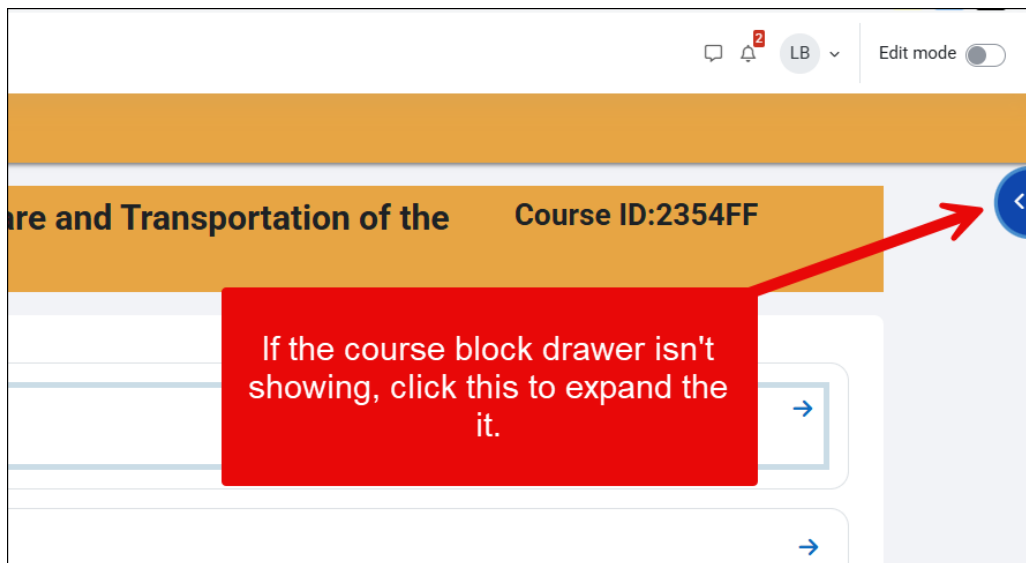 2
LB
Edit mode
are and Transportation of the
Course ID:2354FF
If the course block drawer isn't
showing, click this to expand the
it.